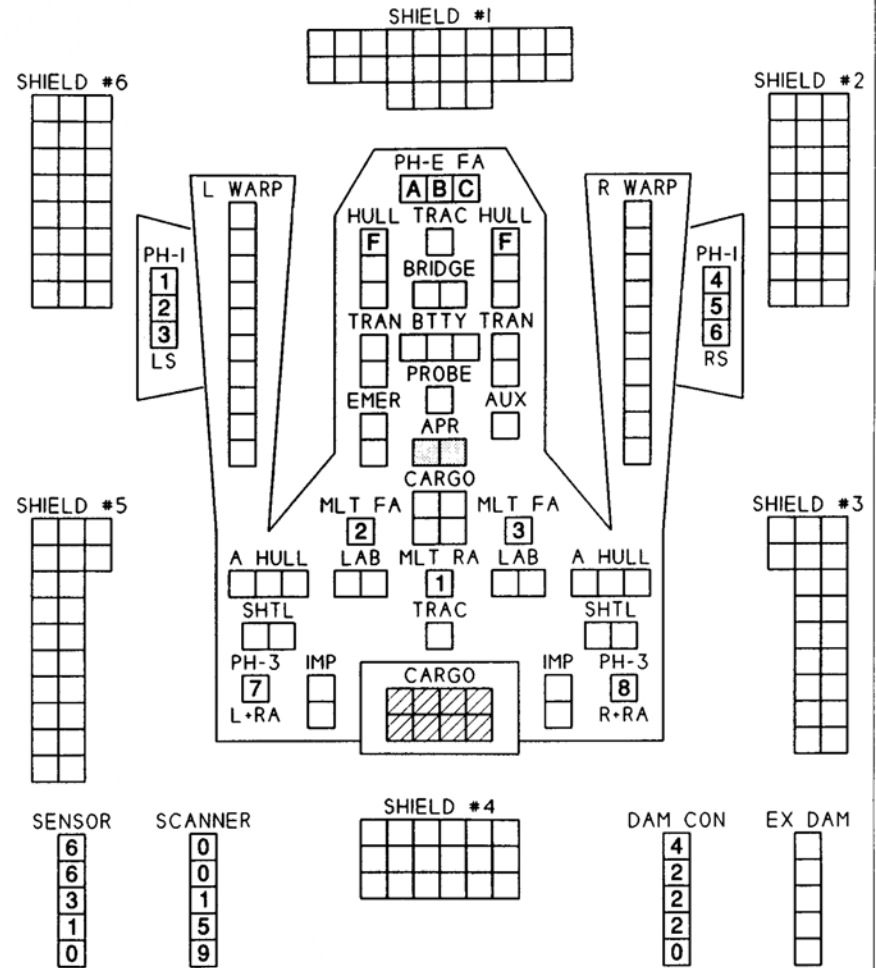 SHIELD #1
SHIELD #6
SHIELD #2
PH-E FA
A B C
L WARP
R WARP
HULL TRAC HULL
F F
PH-1
1
2
3
LS
PH-1
4
5
6
RS
BRIDGE
TRAN BTTY TRAN
PROBE
EMER
AUX
APR
CARGO
SHIELD #5
SHIELD #3
MLT FA
2
MLT FA
3
A HULL
LAB
MLT RA
1
LAB
A HULL
SHTL
TRAC
SHTL
PH-3
7
L+RA
IMP
CARGO
IMP
PH-3
8
R+RA
SHIELD #4
SENSOR
6
6
3
1
0
SCANNER
0
0
1
5
9
DAM CON
4
2
2
2
0
EX DAM